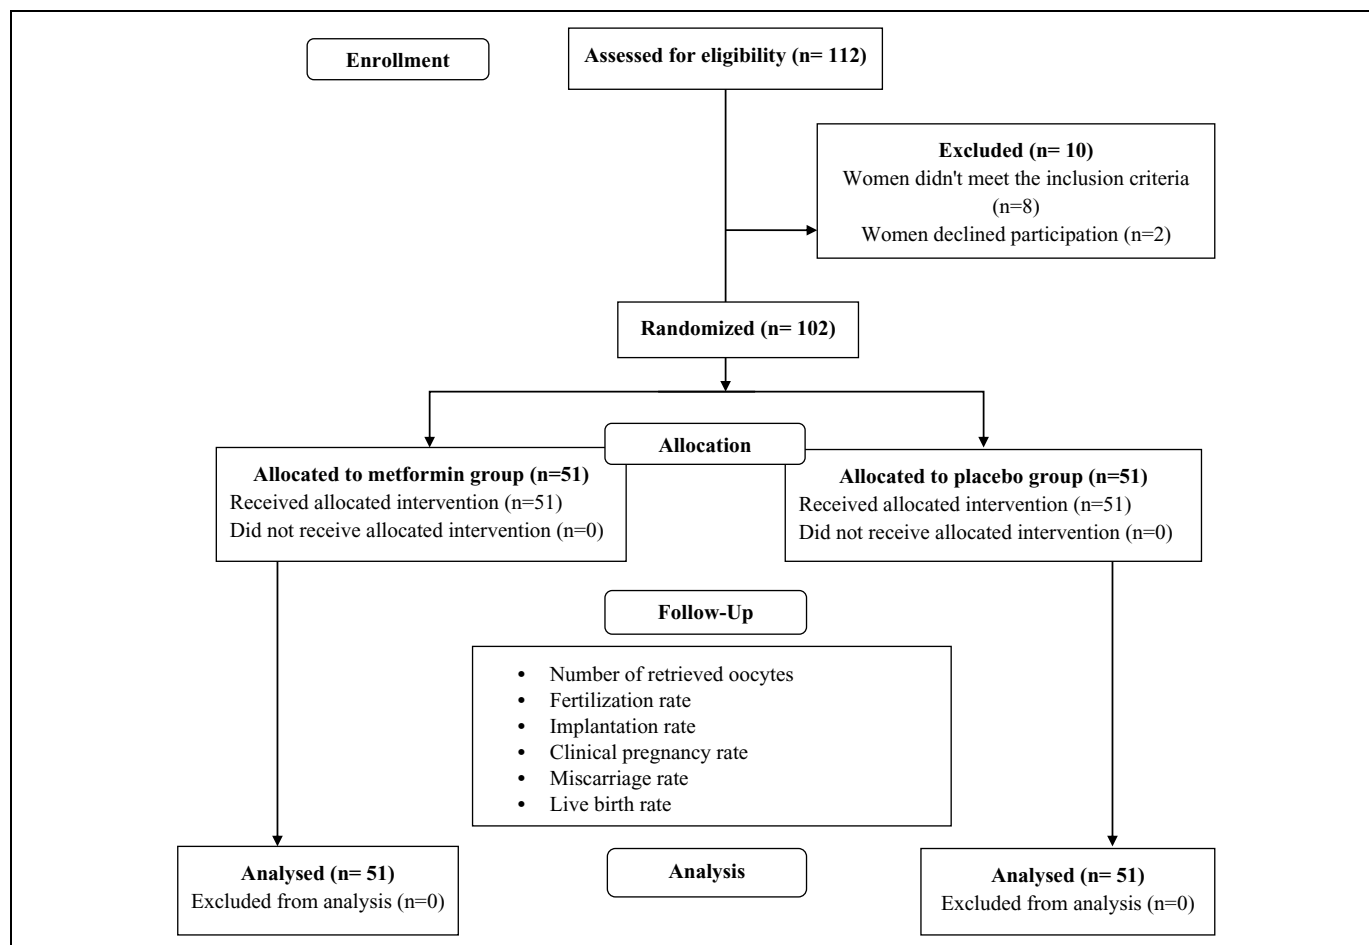 Enrollment
Assessed for eligibility (n= 112)
Excluded (n= 10)
Women didn't meet the inclusion criteria
(n=8)
Women declined participation (n=2)
Randomized (n= 102)
Allocation
Allocated to metformin group (n=51)
Received allocated intervention (n=51)
Did not receive allocated intervention (n=0)
Allocated to placebo group (n=51)
Received allocated intervention (n=51)
Did not receive allocated intervention (n=0)
Follow-Up
• Number of retrieved oocytes
• Fertilization rate
• Implantation rate
• Clinical pregnancy rate
• Miscarriage rate
• Live birth rate
Analysed (n= 51)
Excluded from analysis (n=0)
Analysis
Analysed (n= 51)
Excluded from analysis (n=0)